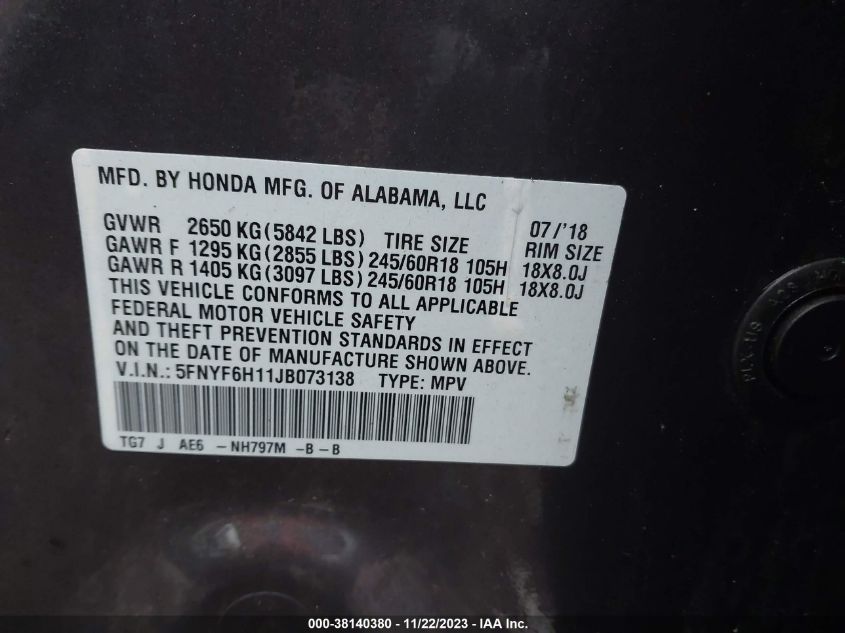 MFD. BY HONDA MFG. OF ALABAMA, LLC
GVWR 2650 KG (5842 LBS) TIRE SIZE 07/'18 RIM SIZE
GAWR F 1295 KG (2855 LBS) 245/60R18 105H 18X8.0J
GAWR R 1405 KG (3097 LBS) 245/60R18 105H 18X8.0J
THIS VEHICLE CONFORMS TO ALL APPLICABLE
FEDERAL MOTOR VEHICLE SAFETY
AND THEFT PREVENTION STANDARDS IN EFFECT
ON THE DATE OF MANUFACTURE SHOWN ABOVE.
V.I.N.: 5FNYF6H11JB073138 TYPE: MPV
TG7 J AE6 -NH797M -B-B
000-38140380 - 11/22/2023 - IAA Inc.